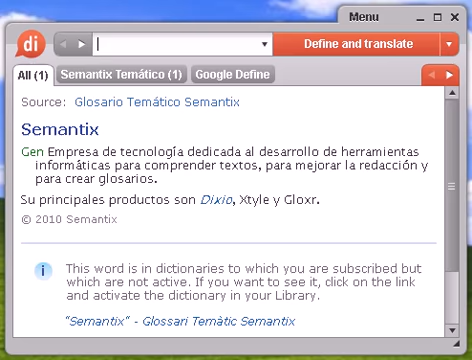 Menu
di
Define and translate
All (1) Semantix Temático (1) Google Define
Source: Glosario Temático Semantix
Semantix
Gen Empresa de tecnología dedicada al desarrollo de herramientas
informáticas para comprender textos, para mejorar la redacción y
para crear glosarios.
Su principales productos son Dixio, Xtyle y Gloxr.
© 2010 Semantix
This word is in dictionaries to which you are subscribed but
which are not active. If you want to see it, click on the link
and activate the dictionary in your Library.
"Semantix" - Glossari Temàtic Semantix